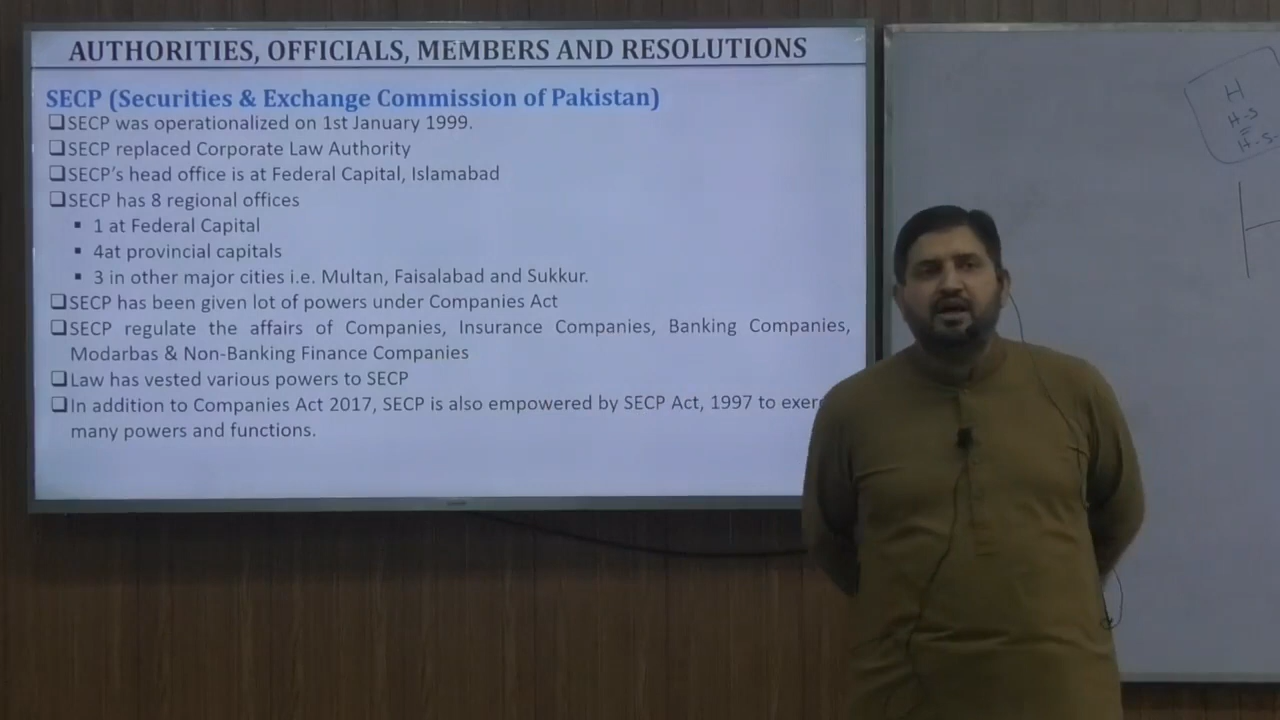 AUTHORITIES, OFFICIALS, MEMBERS AND RESOLUTIONS
SECP (Securities & Exchange Commission of Pakistan)
❑SECP was operationalized on 1st January 1999.
❑SECP replaced Corporate Law Authority
❑SECP's head office is at Federal Capital, Islamabad
❑SECP has 8 regional offices
▪ 1 at Federal Capital
▪ 4at provincial capitals
▪ 3 in other major cities i.e. Multan, Faisalabad and Sukkur.
❑SECP has been given lot of powers under Companies Act
❑SECP regulate the affairs of Companies, Insurance Companies, Banking Companies,
Modarbas & Non-Banking Finance Companies
❑Law has vested various powers to SECP
❑In addition to Companies Act 2017, SECP is also empowered by SECP Act, 1997 to exer
many powers and functions.
H
H-S
H-S-